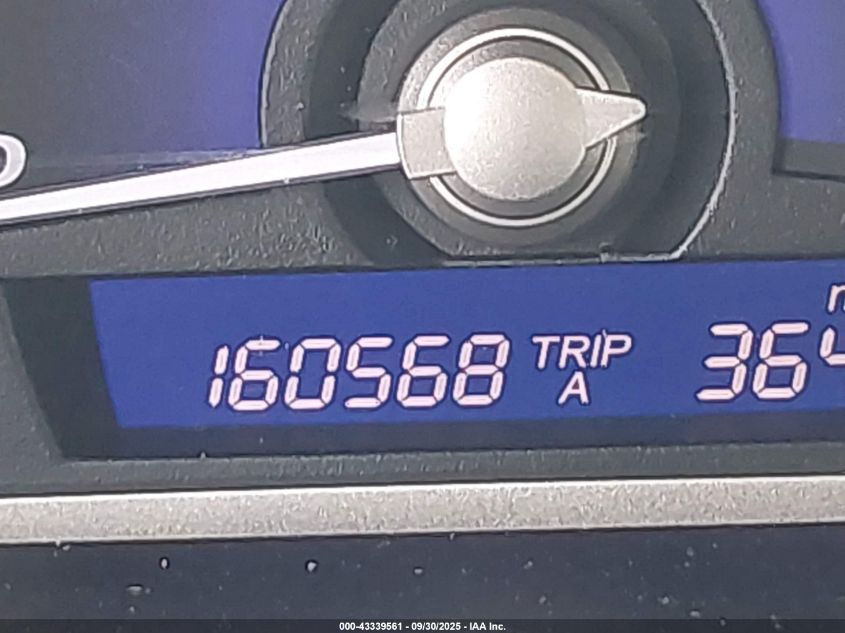 160568 TRIP A 36
000-43339561 - 09/30/2025 - IAA Inc.